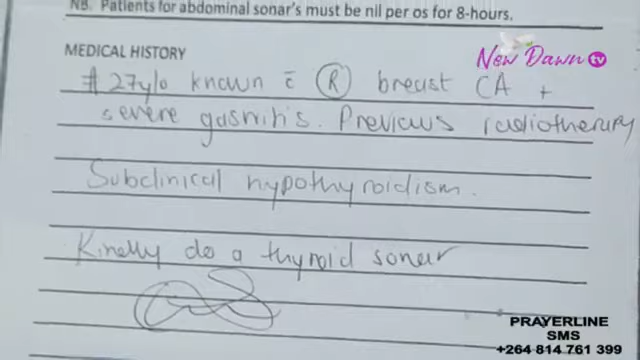 NB. Patients for abdominal sonar's must be nil per os for 8-hours.
MEDICAL HISTORY
New Dawn tv
# 27y/o known c̄ Ⓡ breast CA +
severe gastritis. Previous radiotherapy
Subclinical hypothyroidism.
Kindly do a thyroid sonar
PRAYERLINE
SMS
+264 814 761 399